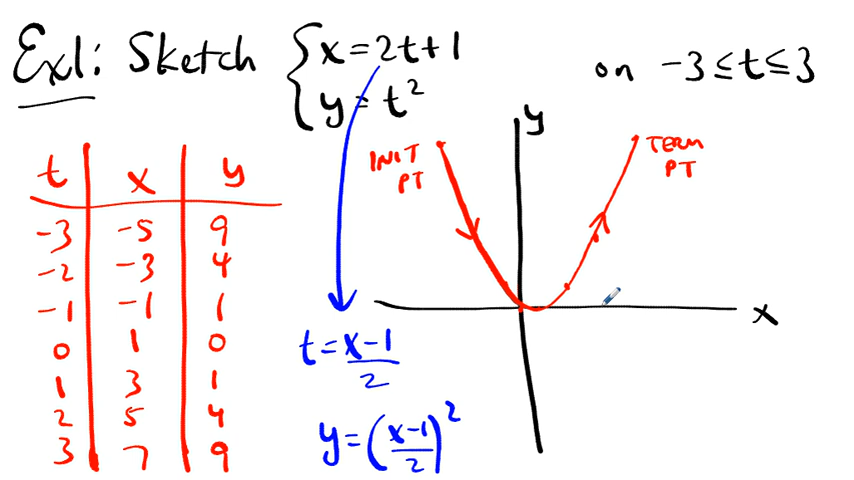 Ex1: Sketch { x = 2t+1
y = t² on -3 ≤ t ≤ 3
t x y
-3 -5 9
-2 -3 4
-1 -1 1
0 1 0
1 3 1
2 5 4
3 7 9
y
INIT
PT
TERM
PT
x
t = x-1/2
y = (x-1/2)²